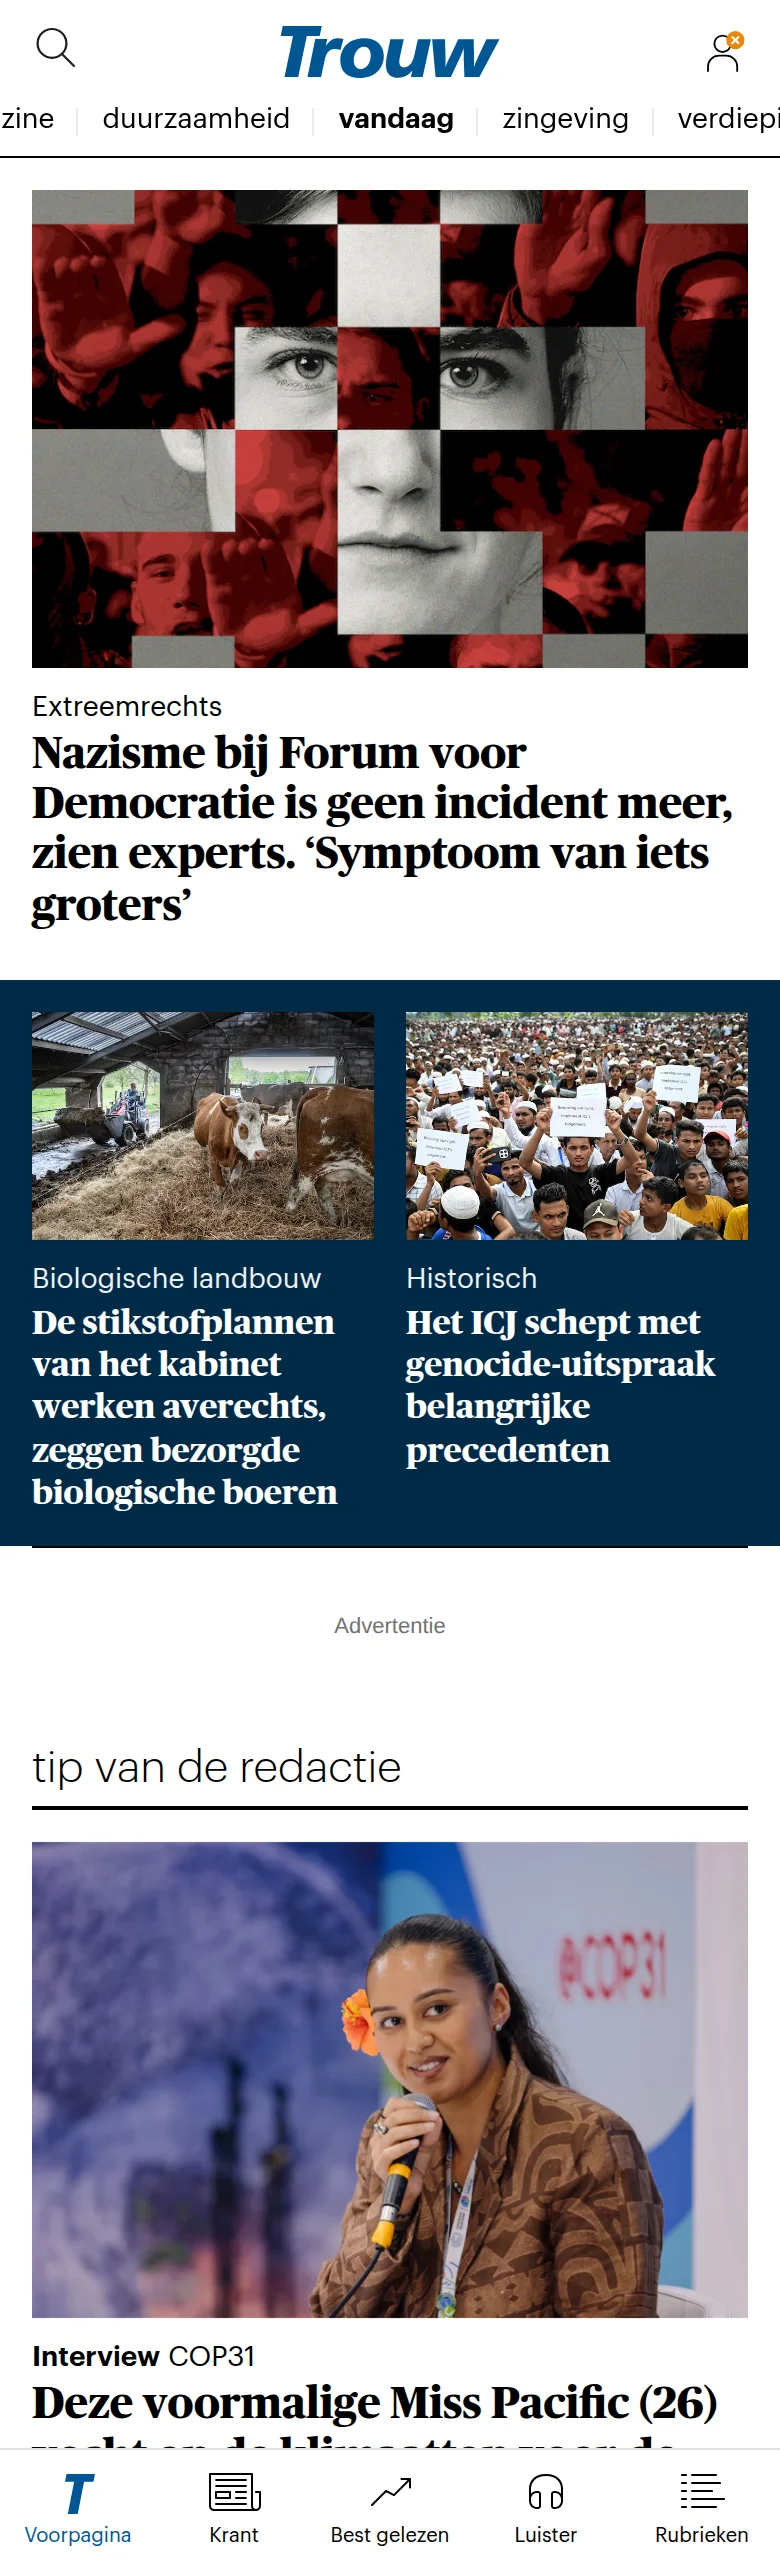 Trouw
zine duurzaamheid vandaag zingeving verdiepi
Extreemrechts
Nazisme bij Forum voor
Democratie is geen incident meer,
zien experts. ‘Symptoom van iets
groters’
Biologische landbouw
De stikstofplannen
van het kabinet
werken averechts,
zeggen bezorgde
biologische boeren
Historisch
Het ICJ schept met
genocide-uitspraak
belangrijke
precedenten
Advertentie
tip van de redactie
@COP31
Interview COP31
Deze voormalige Miss Pacific (26)
T
Voorpagina Krant Best gelezen Luister Rubrieken